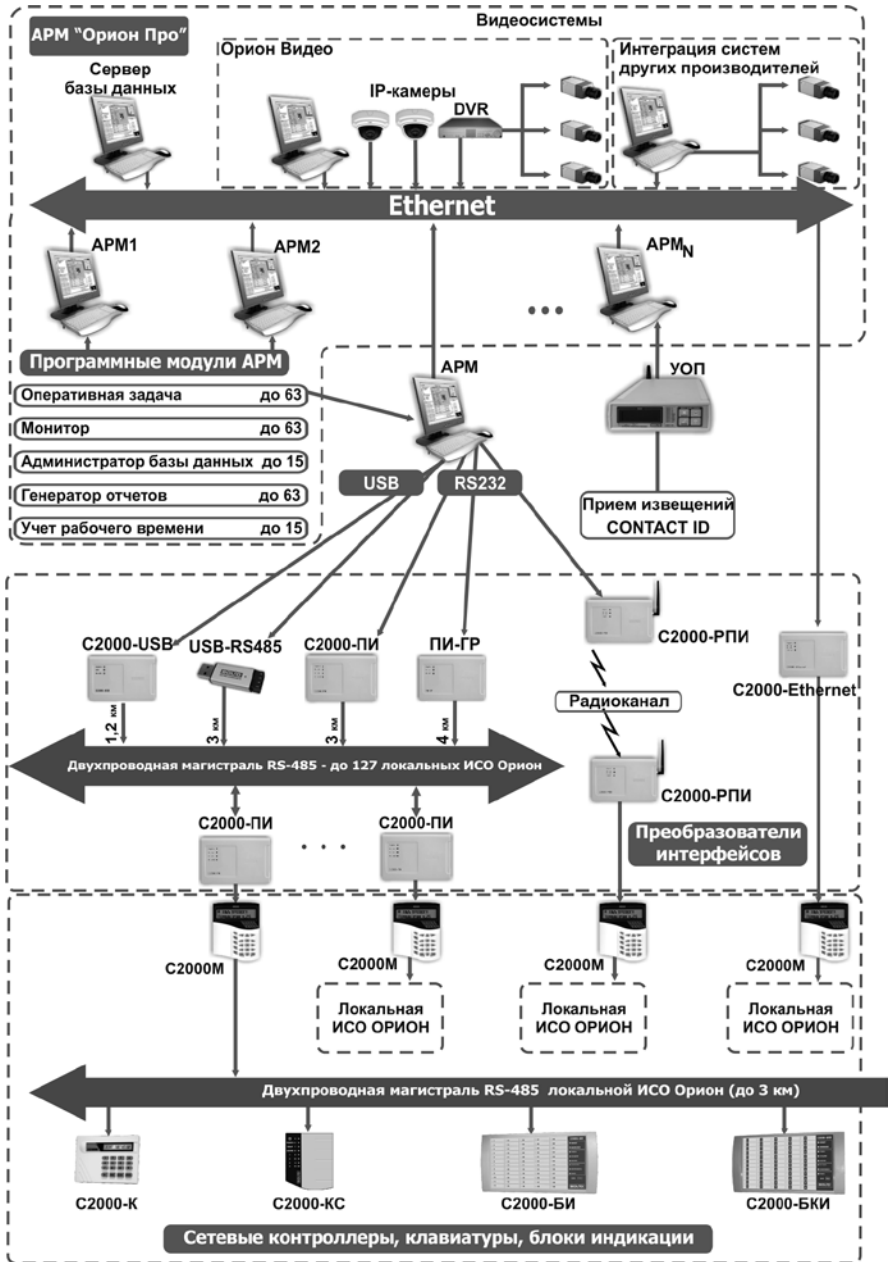 Видеосистемы
АРМ "Орион Про"
Сервер
базы данных
Орион Видео
IP-камеры
DVR
Интеграция систем
других производителей
Ethernet
АРМ1
АРМ2
АРМN
Программные модули АРМ
Оперативная задача до 63
Монитор до 63
Администратор базы данных до 15
Генератор отчетов до 63
Учет рабочего времени до 15
АРМ
УОП
USB
RS232
Прием извещений
CONTACT ID
С2000-USB
USB-RS485
С2000-ПИ
ПИ-ГР
С2000-РПИ
С2000-Ethernet
1,2 км
3 км
3 км
4 км
Радиоканал
Двухпроводная магистраль RS-485 - до 127 локальных ИСО Орион
С2000-РПИ
С2000-ПИ
С2000-ПИ
Преобразователи
интерфейсов
С2000М
С2000М
С2000М
С2000М
Локальная
ИСО ОРИОН
Локальная
ИСО ОРИОН
Локальная
ИСО ОРИОН
Двухпроводная магистраль RS-485 локальной ИСО Орион (до 3 км)
С2000-К
С2000-КС
С2000-БИ
С2000-БКИ
Сетевые контроллеры, клавиатуры, блоки индикации